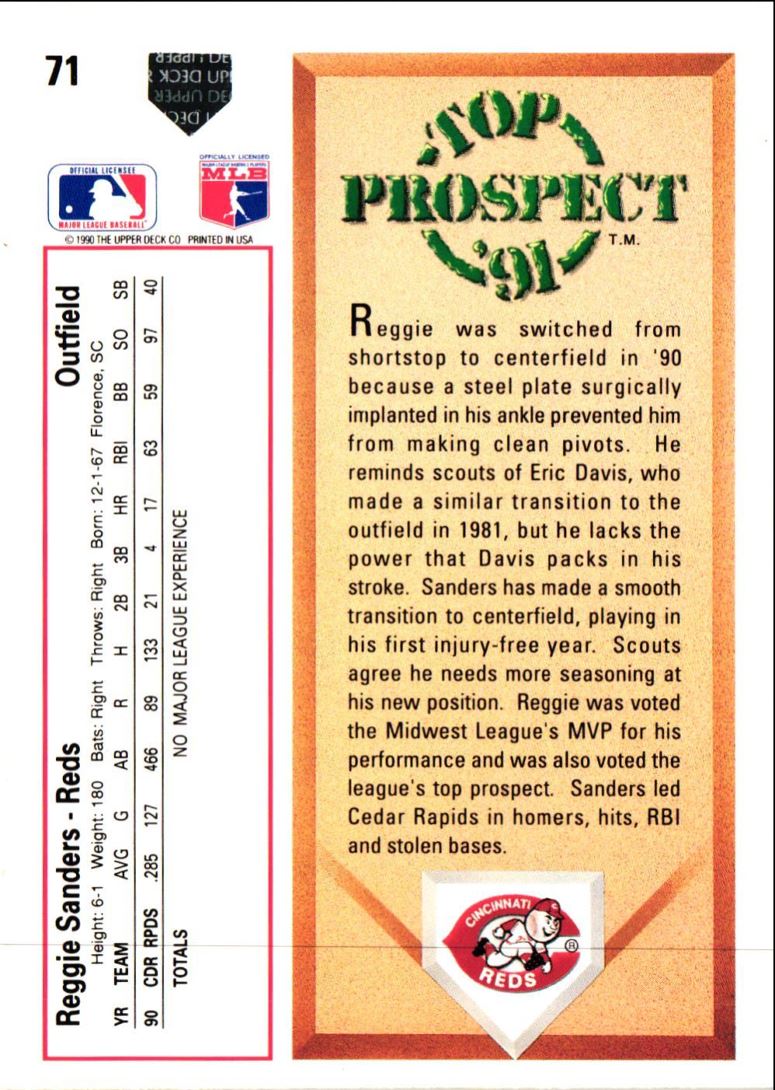 71
DECK UPPER
OFFICIAL LICENSEE
MAJOR LEAGUE BASEBALL
OFFICIALLY LICENSED
MAJOR LEAGUE BASEBALL PLAYERS
MLB
© 1990 THE UPPER DECK CO PRINTED IN USA
Reggie Sanders - Reds Outfield
Height: 6-1 Weight: 180 Bats: Right Throws: Right Born: 12-1-67 Florence, SC
YR TEAM AVG G AB R H 2B 3B HR RBI BB SO SB
90 CDR RPDS .285 127 466 89 133 21 4 17 63 59 97 40
TOTALS NO MAJOR LEAGUE EXPERIENCE
TOP
PROSPECT
'91
T.M.
Reggie was switched from
shortstop to centerfield in '90
because a steel plate surgically
implanted in his ankle prevented him
from making clean pivots. He
reminds scouts of Eric Davis, who
made a similar transition to the
outfield in 1981, but he lacks the
power that Davis packs in his
stroke. Sanders has made a smooth
transition to centerfield, playing in
his first injury-free year. Scouts
agree he needs more seasoning at
his new position. Reggie was voted
the Midwest League's MVP for his
performance and was also voted the
league's top prospect. Sanders led
Cedar Rapids in homers, hits, RBI
and stolen bases.
CINCINNATI
REDS
®